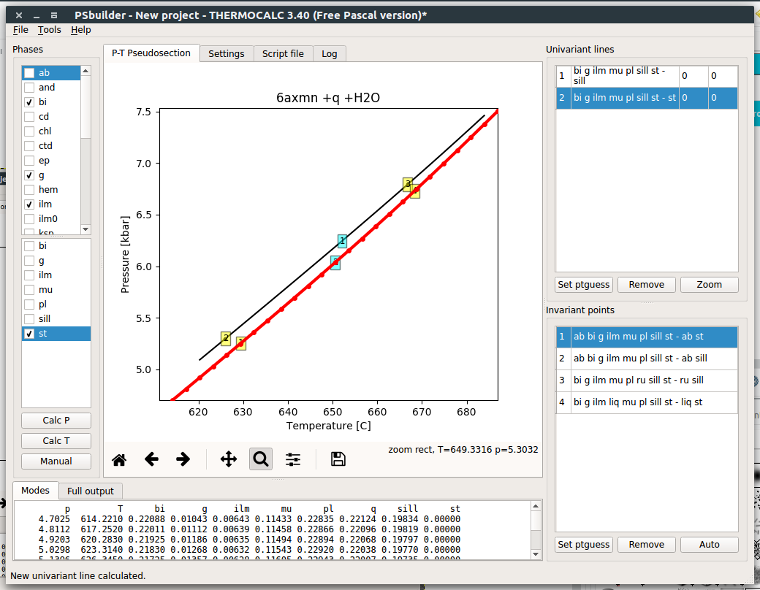 PSbuilder - New project - THERMOCALC 3.40 (Free Pascal version)*
File Tools Help
Phases
ab
and
bi
cd
chl
ctd
ep
g
hem
ilm
ilm0
ksp
bi
g
ilm
mu
pl
sill
st
Calc P
Calc T
Manual
P-T Pseudosection Settings Script file Log
6axmn +q +H2O
Pressure [kbar]
7.5
7.0
6.5
6.0
5.5
5.0
3
1
2
620 630 640 650 660 670 680
Temperature [C]
zoom rect, T=649.3316 p=5.3032
Univariant lines
1 bi g ilm mu pl sill st - sill 0 0
2 bi g ilm mu pl sill st - st 0 0
Set ptguess Remove Zoom
Invariant points
1 ab bi g ilm mu pl sill st - ab st
2 ab bi g ilm mu pl sill st - ab sill
3 bi g ilm mu pl ru sill st - ru sill
4 bi g ilm liq mu pl sill st - liq st
Set ptguess Remove Auto
Modes Full output
p T bi g ilm mu pl q sill st
4.7025 614.2210 0.22088 0.01043 0.00643 0.11433 0.22835 0.22124 0.19834 0.00000
4.8112 617.2520 0.22011 0.01112 0.00639 0.11458 0.22866 0.22096 0.19819 0.00000
4.9203 620.2830 0.21925 0.01186 0.00635 0.11494 0.22894 0.22068 0.19797 0.00000
5.0298 623.3140 0.21830 0.01268 0.00632 0.11543 0.22920 0.22038 0.19770 0.00000
New univariant line calculated.